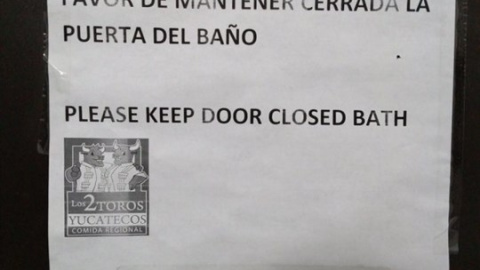 FAVOR DE MANTENER CERRADA LA
PUERTA DEL BAÑO
PLEASE KEEP DOOR CLOSED BATH
Los 2 TOROS
YUCATECOS
COMIDA REGIONAL